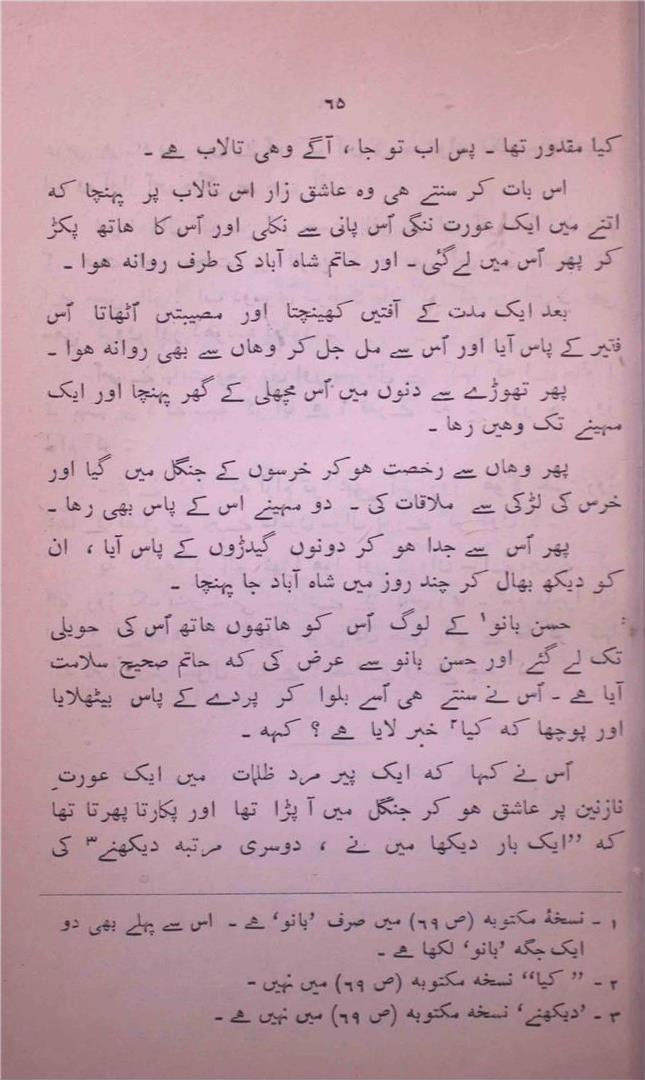 ۶۵
کیا مقدور تھا ۔ پس اب تو جا ، آگے وھی تالاب ھے ۔
اس بات کر سنتے ھی وہ عاشق زار اس تالاب پر پہنچا کہ
اتنے میں ایک عورت ننگی اُس پانی سے نکلی اور اُس کا ھاتھ پکڑ
کر پھر اُس میں لے گئی ۔ اور حاتم شاہ آباد کی طرف روانہ ھوا ۔
بعد ایک مدت کے آفتیں کھینچتا اور مصیبتیں اُٹھاتا اُس
فقیر کے پاس آیا اور اُس سے مل جل کر وھاں سے بھی روانہ ھوا ۔
پھر تھوڑے سے دنوں میں اُس مچھلی کے گھر پہنچا اور ایک
مہینے تک وھیں رھا ۔
پھر وھاں سے رخصت ھو کر خرسوں کے جنگل میں گیا اور
خرس کی لڑکی سے ملاقات کی ۔ دو مہینے اس کے پاس بھی رھا ۔
پھر اُس سے جدا ھو کر دونوں گیدڑوں کے پاس آیا ، ان
کو دیکھ بھال کر چند روز میں شاہ آباد جا پہنچا ۔
حسن بانو۱ کے لوگ اُس کو ھاتھوں ھاتھ اُس کی حویلی
تک لے گئے اور حسن بانو سے عرض کی کہ حاتم صحیح سلامت
آیا ھے ۔ اُس نے سنتے ھی اُسے بلوا کر پردے کے پاس بیٹھلایا
اور پوچھا کہ کیا۲ خبر لایا ھے ؟ کہہ ۔
اُس نے کہا کہ ایک پیر مرد ظلمات میں ایک عورتِ
نازنین پر عاشق ھو کر جنگل میں آ پڑا تھا اور پکارتا پھرتا تھا
کہ ”ایک بار دیکھا میں نے ، دوسری مرتبہ دیکھنے۳ کی
۱ ۔ نسخۂ مکتوبہ (ص ۶۹) میں صرف ’بانو‘ ھے ۔ اس سے پہلے بھی دو
ایک جگہ ’بانو‘ لکھا ھے ۔
۲ ۔ ” کیا“ نسخہ مکتوبہ (ص ۶۹) میں نہیں ۔
۳ ۔ ’دیکھنے‘ نسخہ مکتوبہ (ص ۶۹) میں نہیں ھے ۔